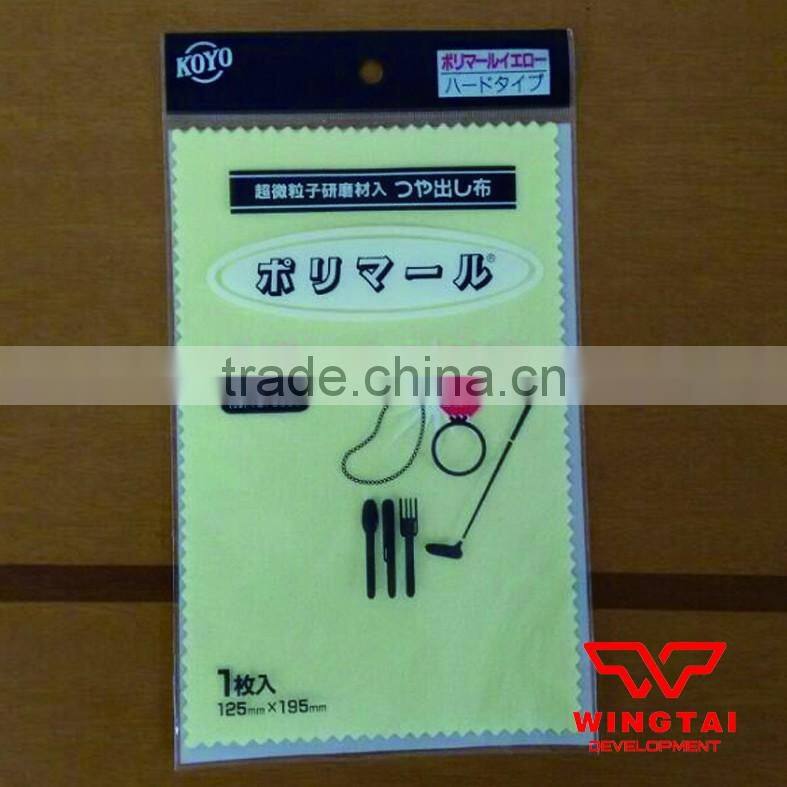 KOYO
ポリマールイエロー
ハードタイプ
超微粒子研磨材入 つや出し布
ポリマール®
trade.china.cn
1枚入
125mm×195mm
WINGTAI
DEVELOPMENT